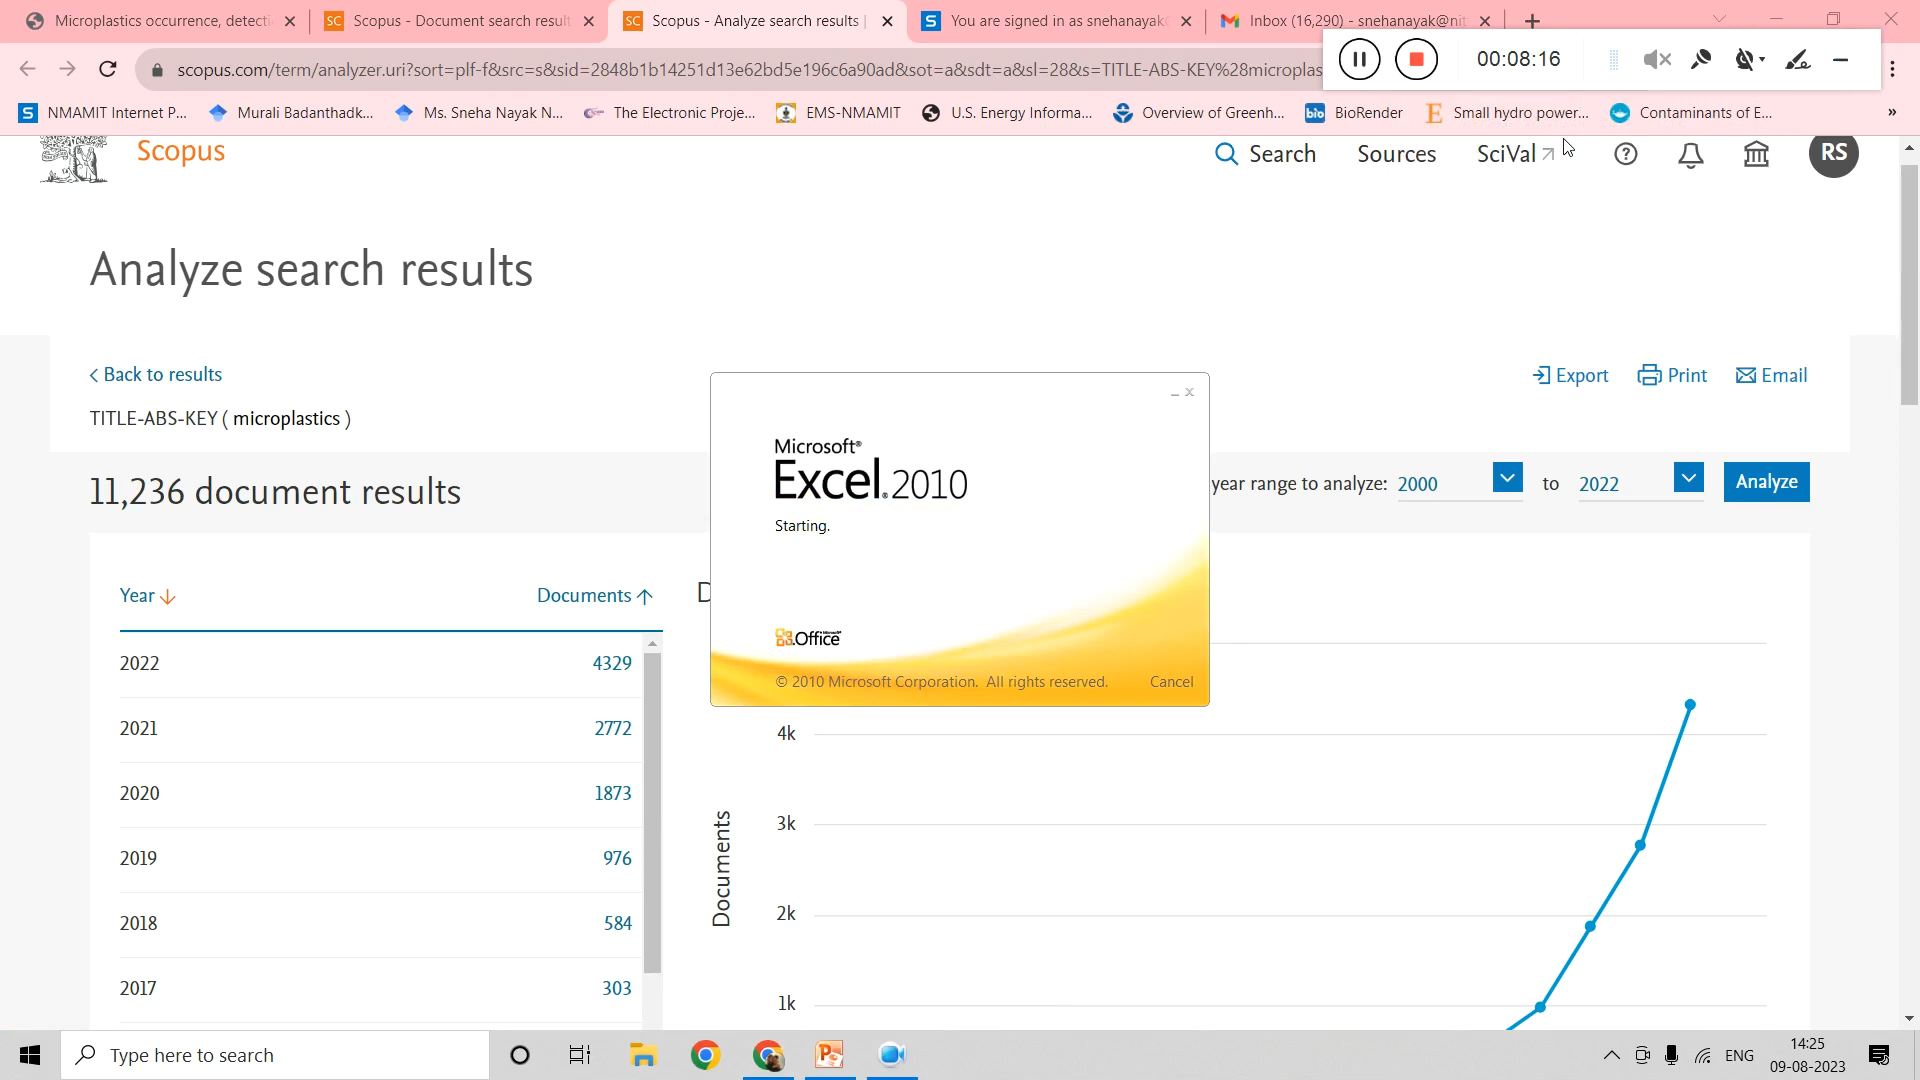 Microplastics occurrence, detecti
Scopus - Document search result
Scopus - Analyze search results |
You are signed in as snehanayak
Inbox (16,290) - snehanayak@nit
scopus.com/term/analyzer.uri?sort=plf-f&src=s&sid=2848b1b14251d13e62bd5e196c6a90ad&sot=a&sdt=a&sl=28&s=TITLE-ABS-KEY%28microplas
00:08:16
NMAMIT Internet P...
Murali Badanthadk...
Ms. Sneha Nayak N...
The Electronic Proje...
EMS-NMAMIT
U.S. Energy Informa...
Overview of Greenh...
bio BioRender
E Small hydro power...
Contaminants of E...
»
Scopus
Search
Sources
SciVal
RS
Analyze search results
Back to results
Export
Print
Email
TITLE-ABS-KEY ( microplastics )
11,236 document results
year range to analyze: 2000 to 2022
Analyze
Microsoft®
Excel® 2010
Starting.
Office
© 2010 Microsoft Corporation. All rights reserved.
Cancel
Year
Documents
D
2022 4329
2021 2772
2020 1873
2019 976
2018 584
2017 303
4k
3k
2k
1k
Documents
Type here to search
ENG
14:25
09-08-2023